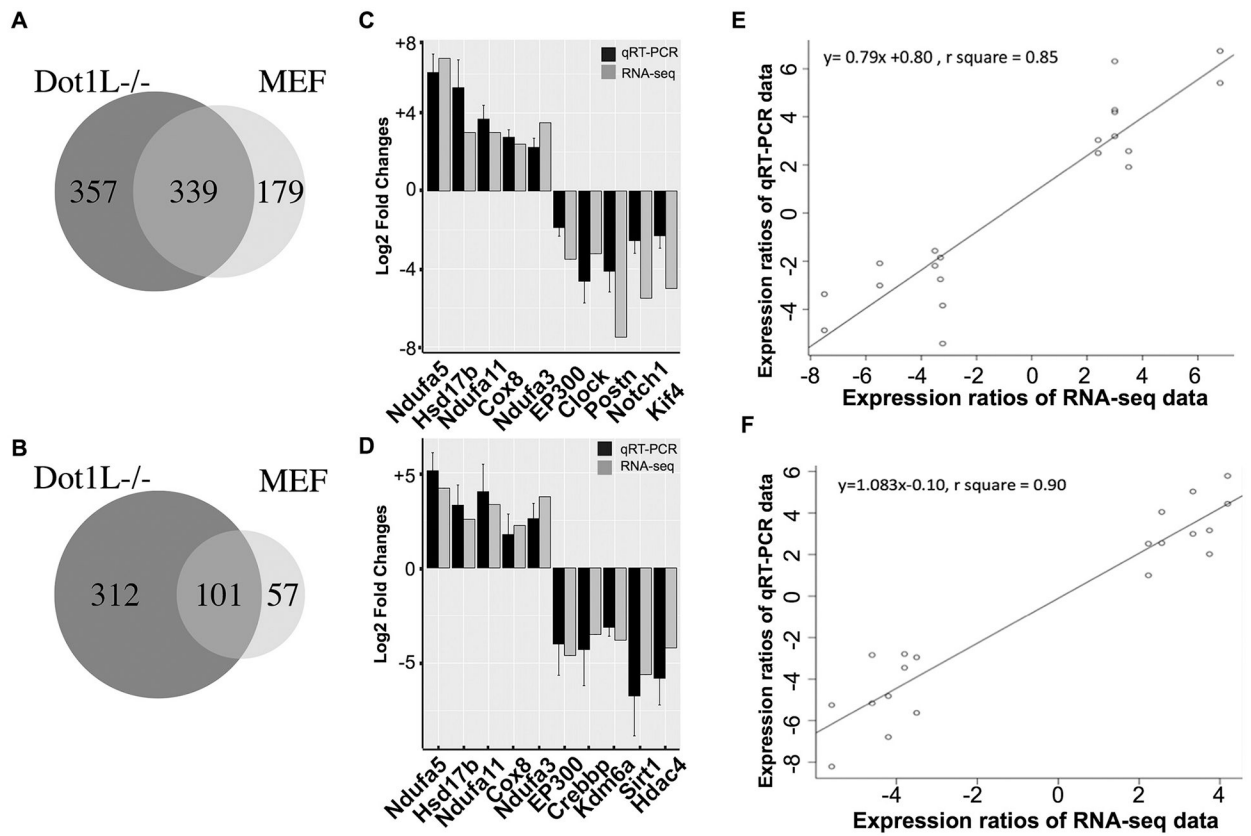 A
Dot1L-/-
MEF
357
339
179
B
Dot1L-/-
MEF
312
101
57
C
+8
+4
0
-4
-8
Log2 Fold Changes
qRT-PCR
RNA-seq
Ndufa5
Hsd17b
Ndufa11
Cox8
Ndufa3
EP300
Clock
Postn
Notch1
Kif4
D
+5
0
-5
Log2 Fold Changes
qRT-PCR
RNA-seq
Ndufa5
Hsd17b
Ndufa11
Cox8
Ndufa3
EP300
Crebbp
Kdm6a
Sirt1
Hdac4
E
y= 0.79x +0.80 , r square = 0.85
Expression ratios of qRT-PCR data
6
4
2
0
-2
-4
-8
-6
-4
-2
0
2
4
6
Expression ratios of RNA-seq data
F
y=1.083x-0.10, r square = 0.90
Expression ratios of qRT-PCR data
6
4
2
0
-2
-4
-6
-8
-4
-2
0
2
4
Expression ratios of RNA-seq data